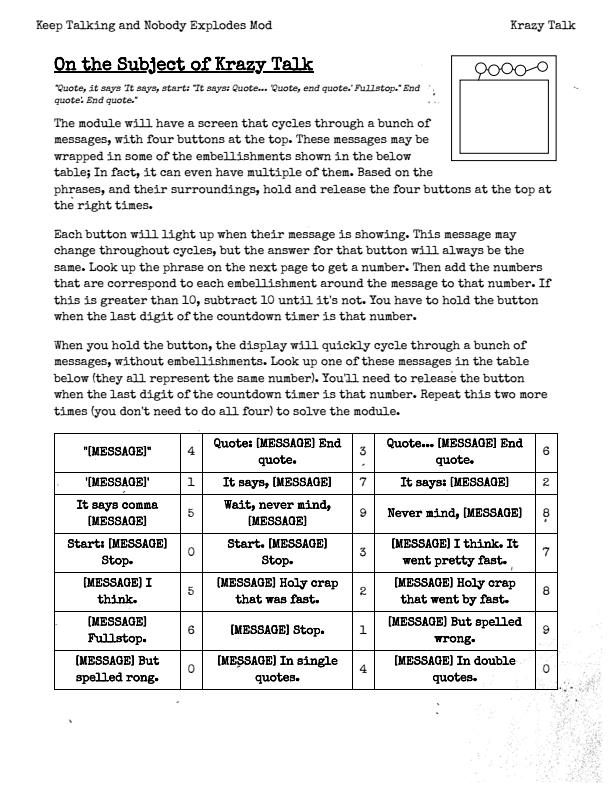 Keep Talking and Nobody Explodes Mod Krazy Talk
On the Subject of Krazy Talk
"Quote, it says 'It says, start: "It says: Quote... 'Quote, end quote.' Fullstop." End
quote'. End quote."
The module will have a screen that cycles through a bunch of
messages, with four buttons at the top. These messages may be
wrapped in some of the embellishments shown in the below
table; In fact, it can even have multiple of them. Based on the
phrases, and their surroundings, hold and release the four buttons at the top at
the right times.
Each button will light up when their message is showing. This message may
change throughout cycles, but the answer for that button will always be the
same. Look up the phrase on the next page to get a number. Then add the numbers
that are correspond to each embellishment around the message to that number. If
this is greater than 10, subtract 10 until it's not. You have to hold the button
when the last digit of the countdown timer is that number.
When you hold the button, the display will quickly cycle through a bunch of
messages, without embellishments. Look up one of these messages in the table
below (they all represent the same number). You'll need to release the button
when the last digit of the countdown timer is that number. Repeat this two more
times (you don't need to do all four) to solve the module.
"[MESSAGE]" 4 Quote: [MESSAGE] End 3 Quote... [MESSAGE] End 6
quote. quote.
'[MESSAGE]' 1 It says, [MESSAGE] 7 It says: [MESSAGE] 2
It says comma 5 Wait, never mind, 9 Never mind, [MESSAGE] 8
[MESSAGE] [MESSAGE]
Start: [MESSAGE] 0 Start. [MESSAGE] 3 [MESSAGE] I think. It 7
Stop. Stop. went pretty fast.
[MESSAGE] I 5 [MESSAGE] Holy crap 2 [MESSAGE] Holy crap 8
think. that was fast. that went by fast.
[MESSAGE] 6 [MESSAGE] Stop. 1 [MESSAGE] But spelled 9
Fullstop. wrong.
[MESSAGE] But 0 [MESSAGE] In single 4 [MESSAGE] In double 0
spelled rong. quotes. quotes.